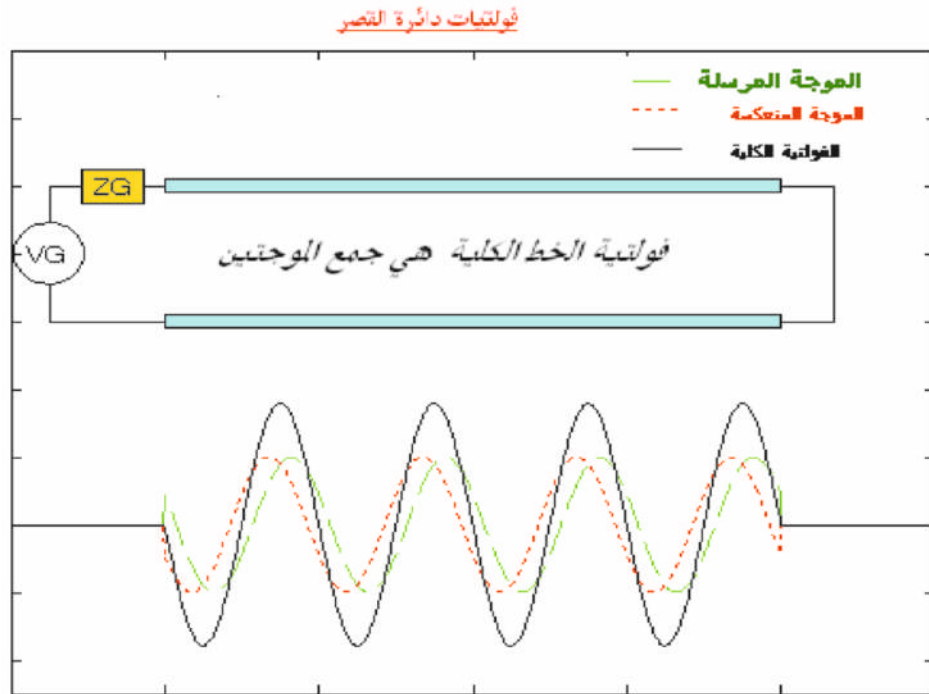 فولتيات دائرة القصر
الموجة المرسلة
الموجة المنعكسة
الفولتية الكلية
ZG
VG
فولتية الخط الكلية هي جمع الموجتين